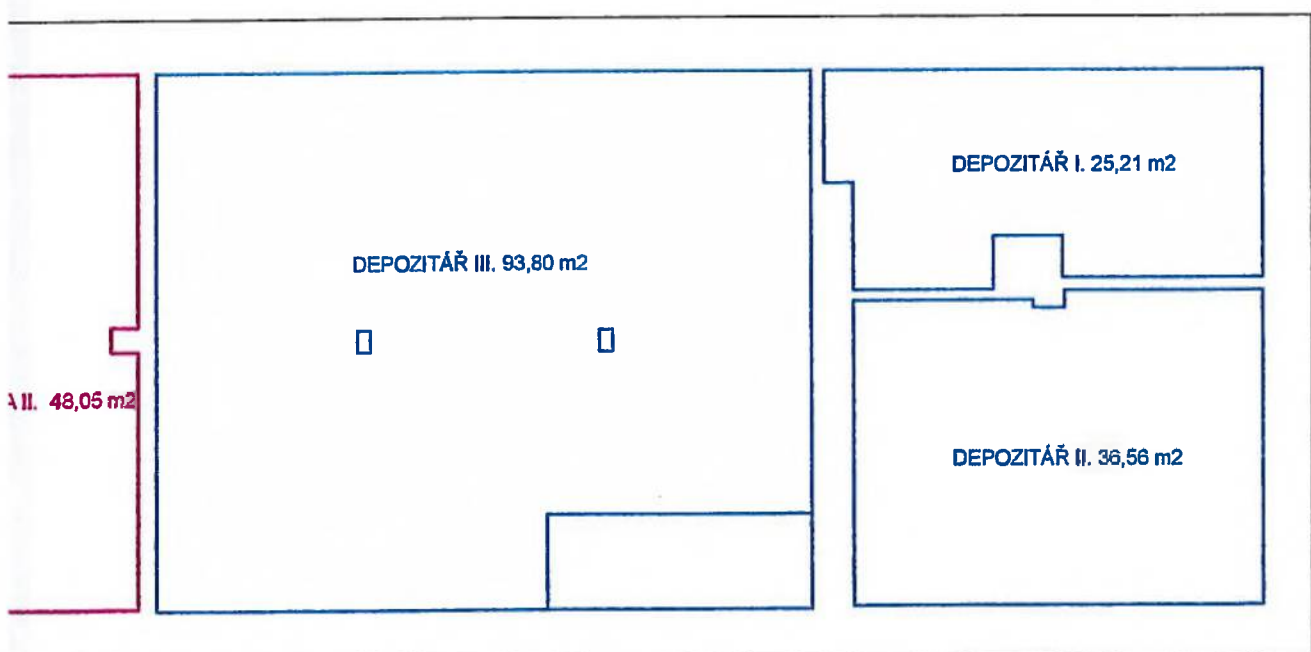 DEPOZITÁŘ I. 25,21 m2
DEPOZITÁŘ III. 93,80 m2
II. 48,05 m2
DEPOZITÁŘ II. 36,56 m2